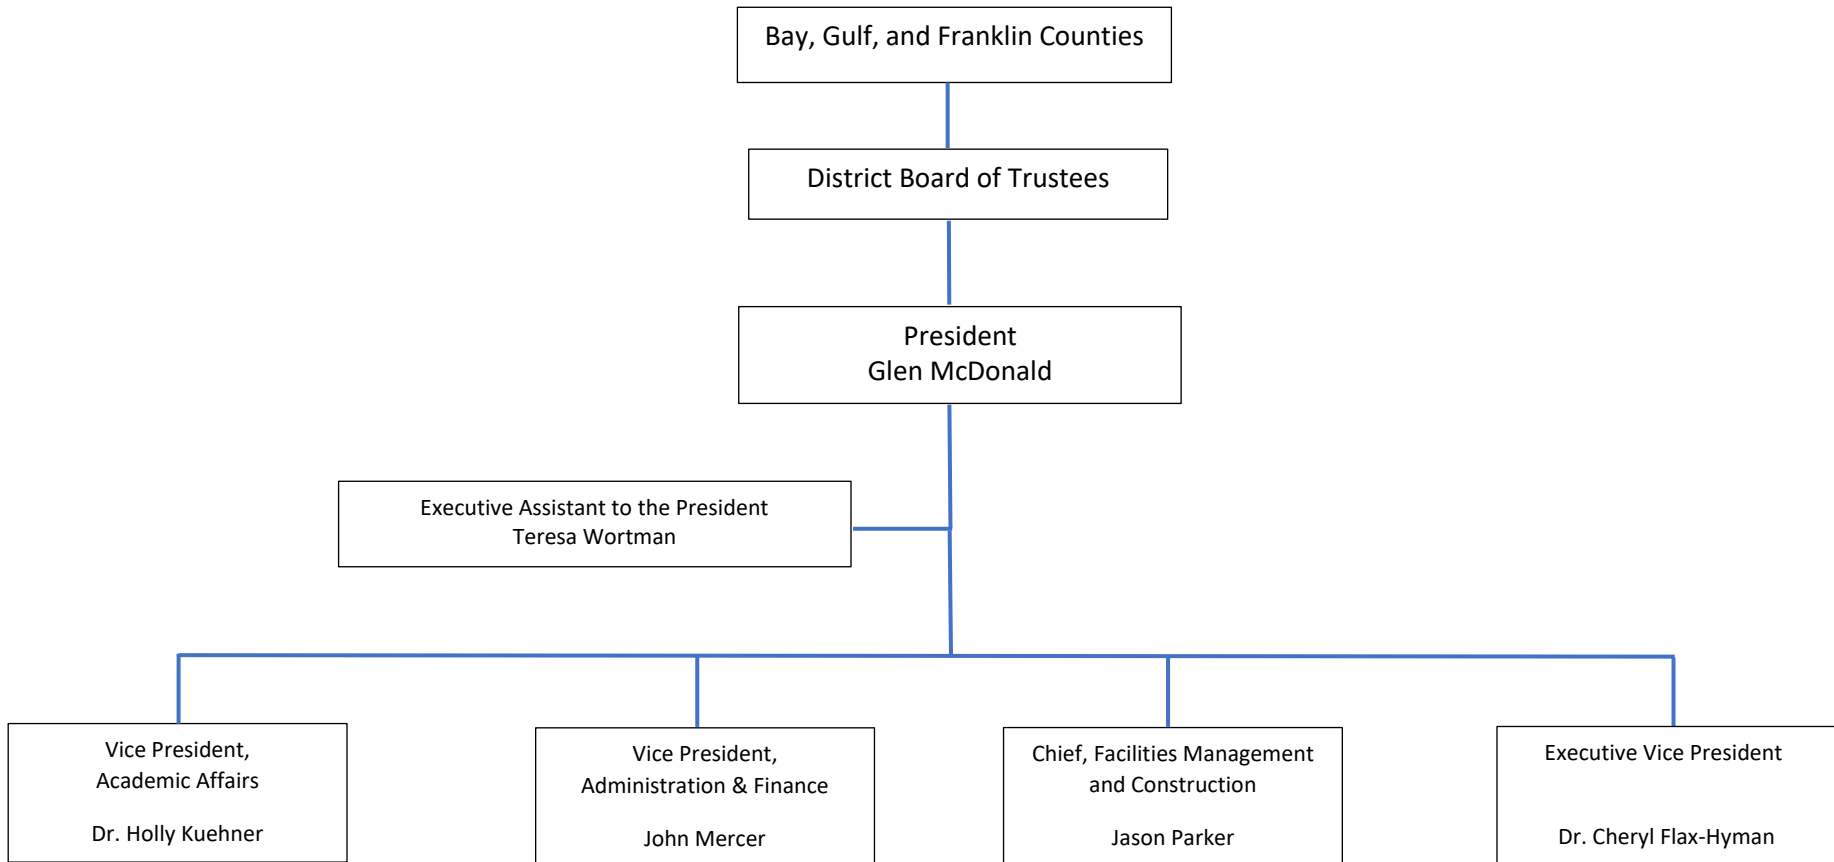 Bay, Gulf, and Franklin Counties
District Board of Trustees
President
Glen McDonald
Executive Assistant to the President
Teresa Wortman
Vice President,
Academic Affairs
Dr. Holly Kuehner
Vice President,
Administration & Finance
John Mercer
Chief, Facilities Management
and Construction
Jason Parker
Executive Vice President
Dr. Cheryl Flax-Hyman